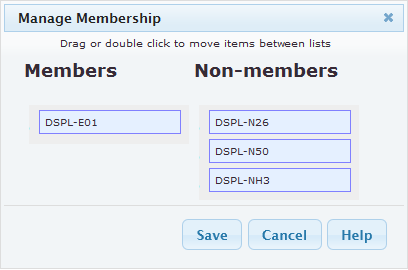 Manage Membership
Drag or double click to move items between lists
Members
Non-members
DSPL-E01
DSPL-N26
DSPL-N50
DSPL-NH3
Save
Cancel
Help